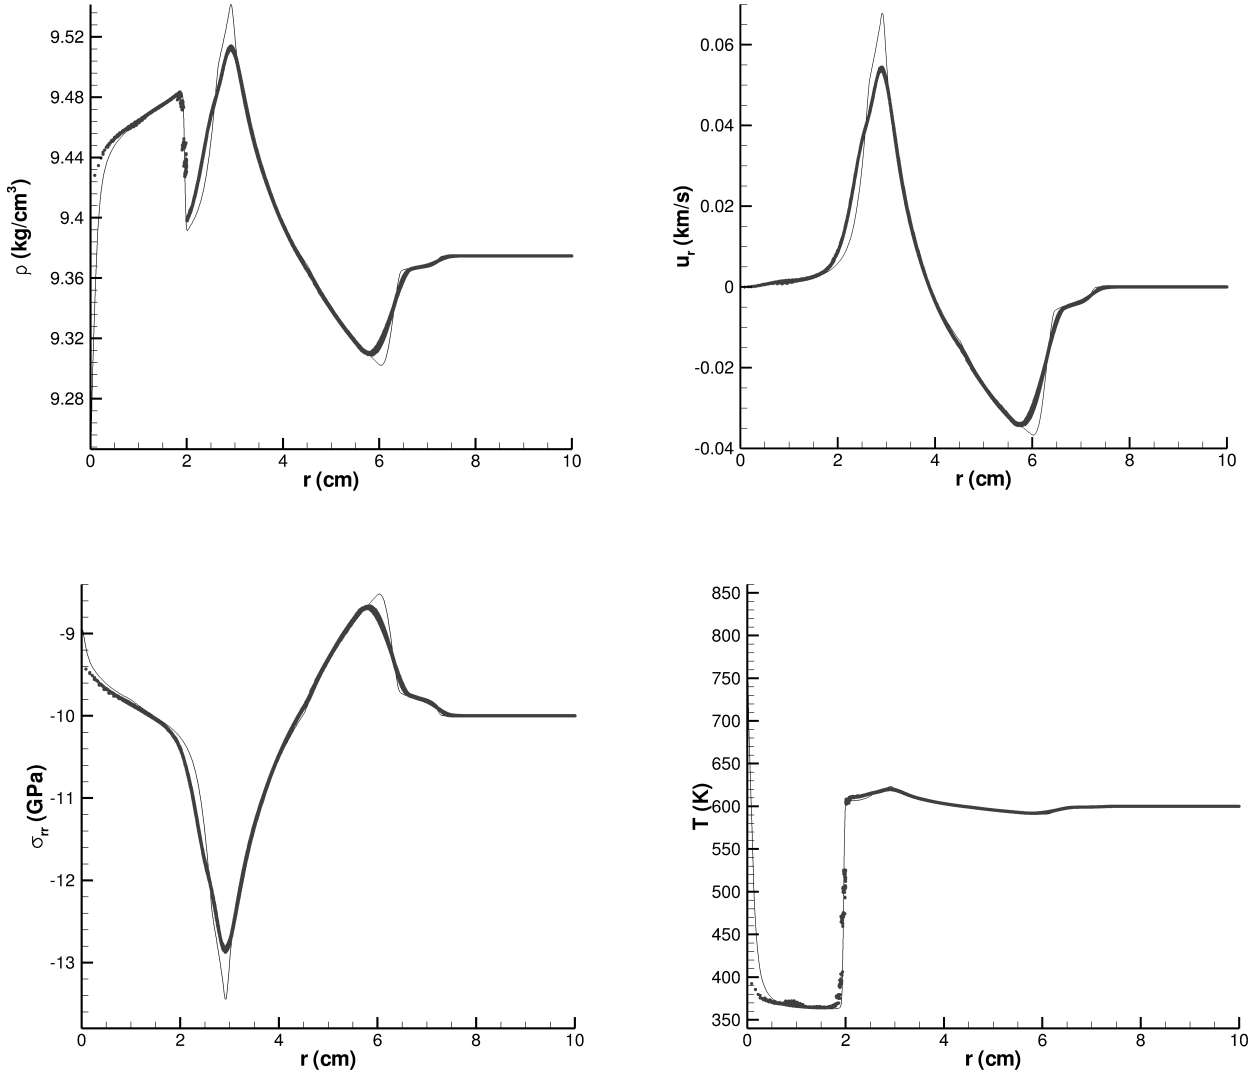 9.52
9.48
9.44
9.4
9.36
9.32
9.28
ρ (kg/cm³)
0 2 4 6 8 10
r (cm)
0.06
0.04
0.02
0
-0.02
-0.04
uᵣ (km/s)
0 2 4 6 8 10
r (cm)
-9
-10
-11
-12
-13
σᵣᵣ (GPa)
0 2 4 6 8 10
r (cm)
850
800
750
700
650
600
550
500
450
400
350
T (K)
0 2 4 6 8 10
r (cm)